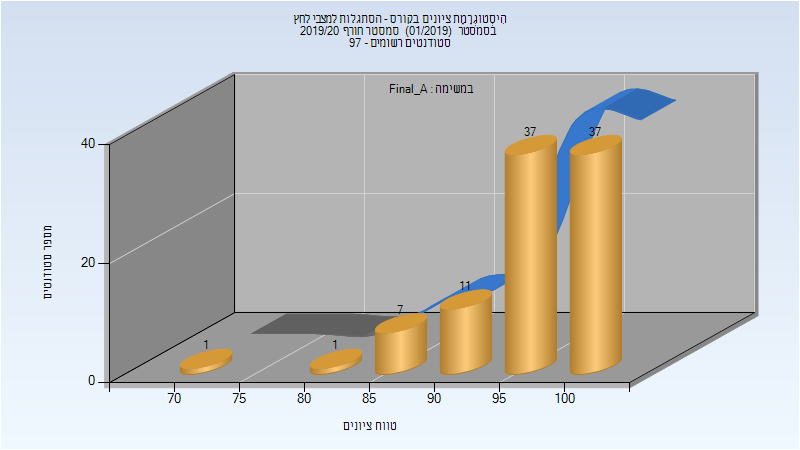 היסטוגרמת ציונים בקורס - הסתגלות למצבי לחץ
בסמסטר (01/2019) סמסטר חורף 2019/20
סטודנטים רשומים - 97
במשימה : Final_A
מספר סטודנטים
40
20
0
1
1
7
11
37
37
70
75
80
85
90
95
100
טווח ציונים